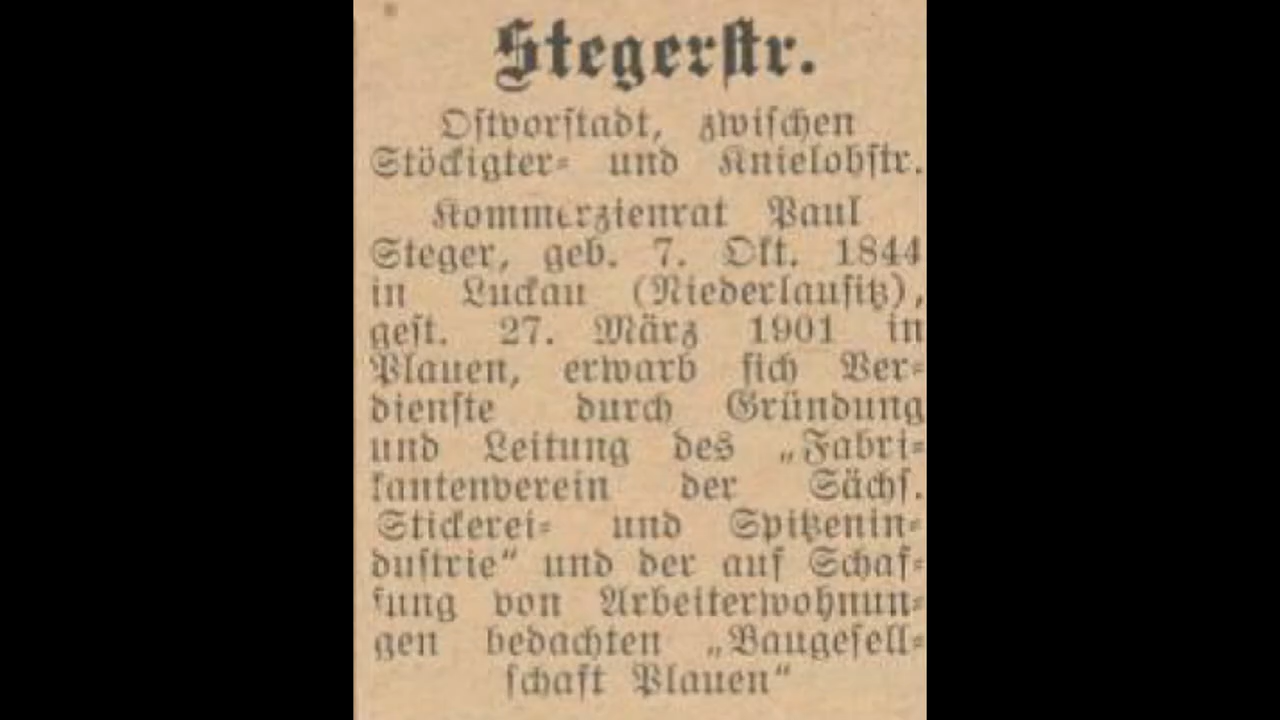 Stegerstr.
Ostvorstadt, zwischen
Stöckigter- und Knielohstr.
Kommerzienrat Paul
Steger, geb. 7. Okt. 1844
in Luckau (Niederlausitz),
gest. 27. März 1901 in
Plauen, erwarb sich Ver-
dienste durch Gründung
und Leitung des „Fabri-
kantenverein der Sächs.
Stickerei- und Spitzenin-
dustrie“ und der auf Schaf-
fung von Arbeiterwohnun-
gen bedachten „Baugesell-
schaft Plauen“